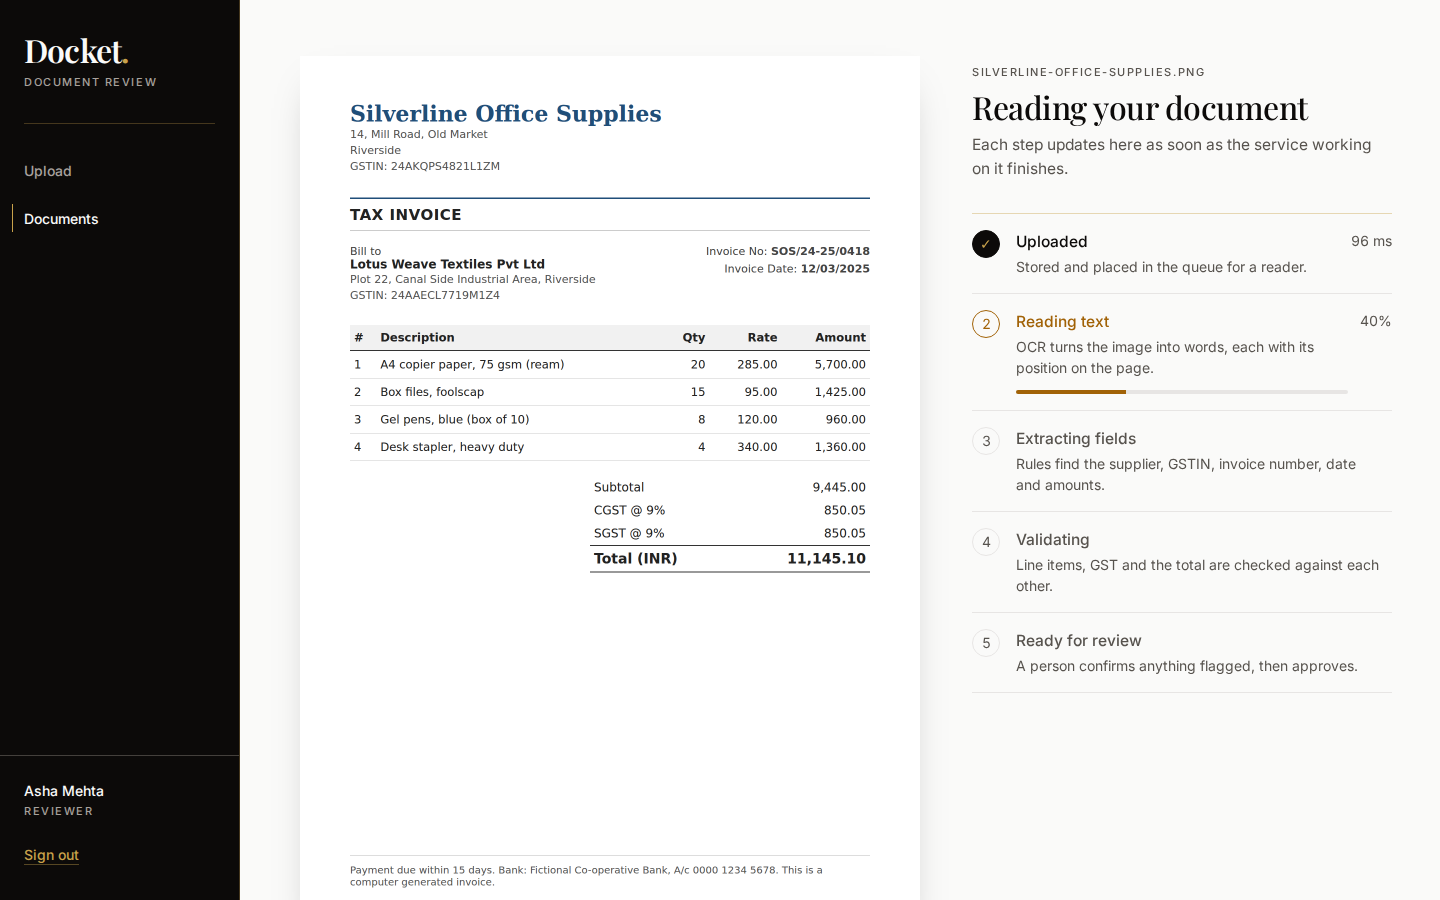 Docket.
DOCUMENT REVIEW
Upload
Documents
Asha Mehta
REVIEWER
Sign out
Silverline Office Supplies
14, Mill Road, Old Market
Riverside
GSTIN: 24AKQPS4821L1ZM
TAX INVOICE
Bill to
Lotus Weave Textiles Pvt Ltd
Plot 22, Canal Side Industrial Area, Riverside
GSTIN: 24AAECL7719M1Z4
Invoice No: SOS/24-25/0418
Invoice Date: 12/03/2025
# Description Qty Rate Amount
1 A4 copier paper, 75 gsm (ream) 20 285.00 5,700.00
2 Box files, foolscap 15 95.00 1,425.00
3 Gel pens, blue (box of 10) 8 120.00 960.00
4 Desk stapler, heavy duty 4 340.00 1,360.00
Subtotal 9,445.00
CGST @ 9% 850.05
SGST @ 9% 850.05
Total (INR) 11,145.10
Payment due within 15 days. Bank: Fictional Co-operative Bank, A/c 0000 1234 5678. This is a
computer generated invoice.
SILVERLINE-OFFICE-SUPPLIES.PNG
Reading your document
Each step updates here as soon as the service working
on it finishes.
✓ Uploaded 96 ms
Stored and placed in the queue for a reader.
2 Reading text 40%
OCR turns the image into words, each with its
position on the page.
3 Extracting fields
Rules find the supplier, GSTIN, invoice number, date
and amounts.
4 Validating
Line items, GST and the total are checked against each
other.
5 Ready for review
A person confirms anything flagged, then approves.